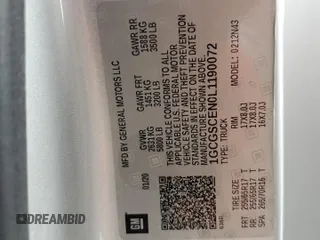 MFD BY GENERAL MOTORS LLC
01/20
GVWR
2631 KG
5800 LB
GAWR FRT
1451 KG
3200 LB
GAWR RR
1588 KG
3500 LB
THIS VEHICLE CONFORMS TO ALL
APPLICABLE U.S. FEDERAL MOTOR
VEHICLE SAFETY AND THEFT PREVENTION
STANDARDS IN EFFECT ON THE DATE OF
MANUFACTURE SHOWN ABOVE.
1GCGSCEN0L1190072
TYPE: TRUCK
TIRE SIZE
RIM
0212N43
FRT 255/65R17 T 17X8.0J
RR 255/65R17 T 17X8.0J
SPA 265/70R16 T 16X7.0J
GM
DREAMBID